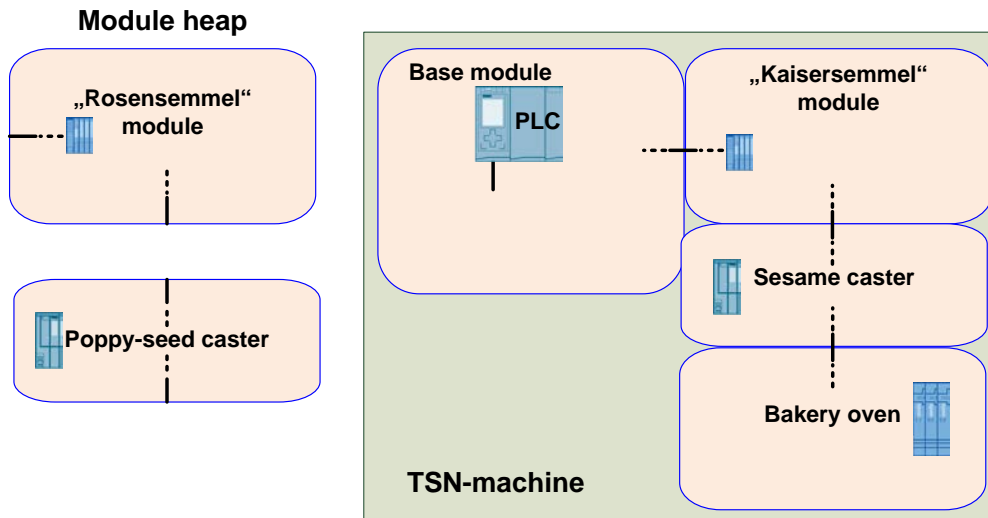 Module heap
„Rosensemmel“
module
Poppy-seed caster
Base module
PLC
„Kaisersemmel“
module
Sesame caster
Bakery oven
TSN-machine